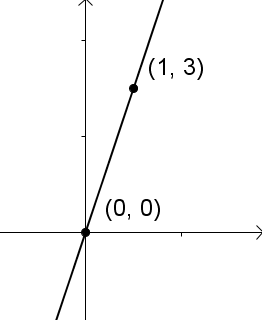 (1, 3)
(0, 0)